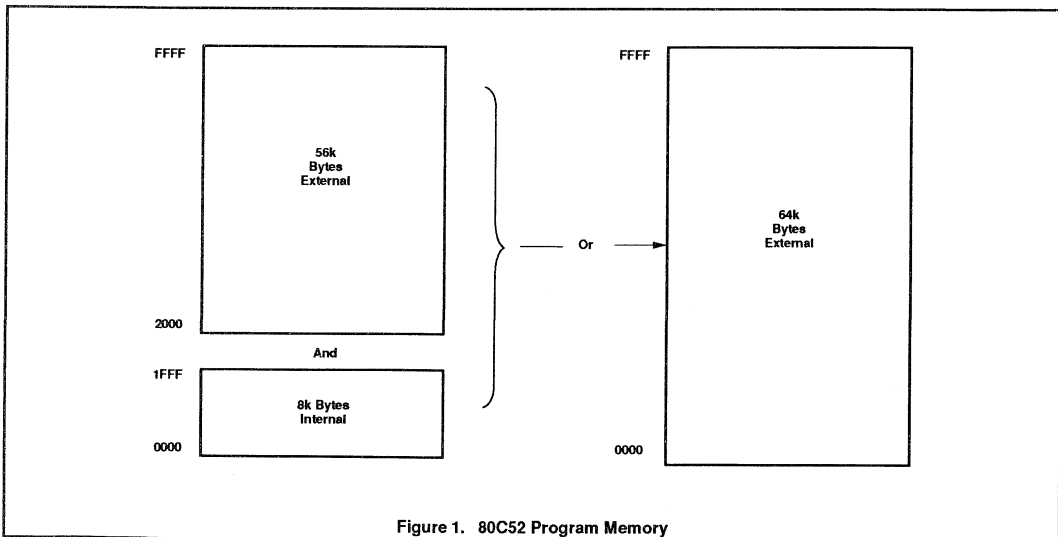 FFFF
56k
Bytes
External
2000
And
1FFF
8k Bytes
Internal
0000
Or
FFFF
64k
Bytes
External
0000
Figure 1. 80C52 Program Memory